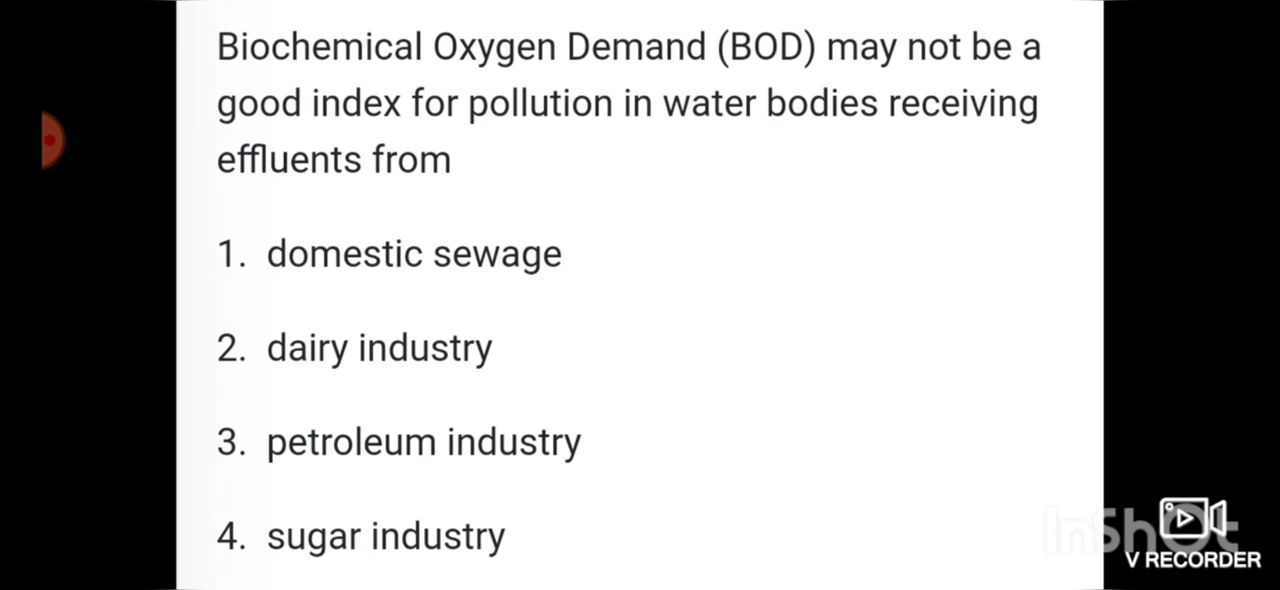 Biochemical Oxygen Demand (BOD) may not be a
good index for pollution in water bodies receiving
effluents from
1. domestic sewage
2. dairy industry
3. petroleum industry
4. sugar industry
InShOt
V RECORDER